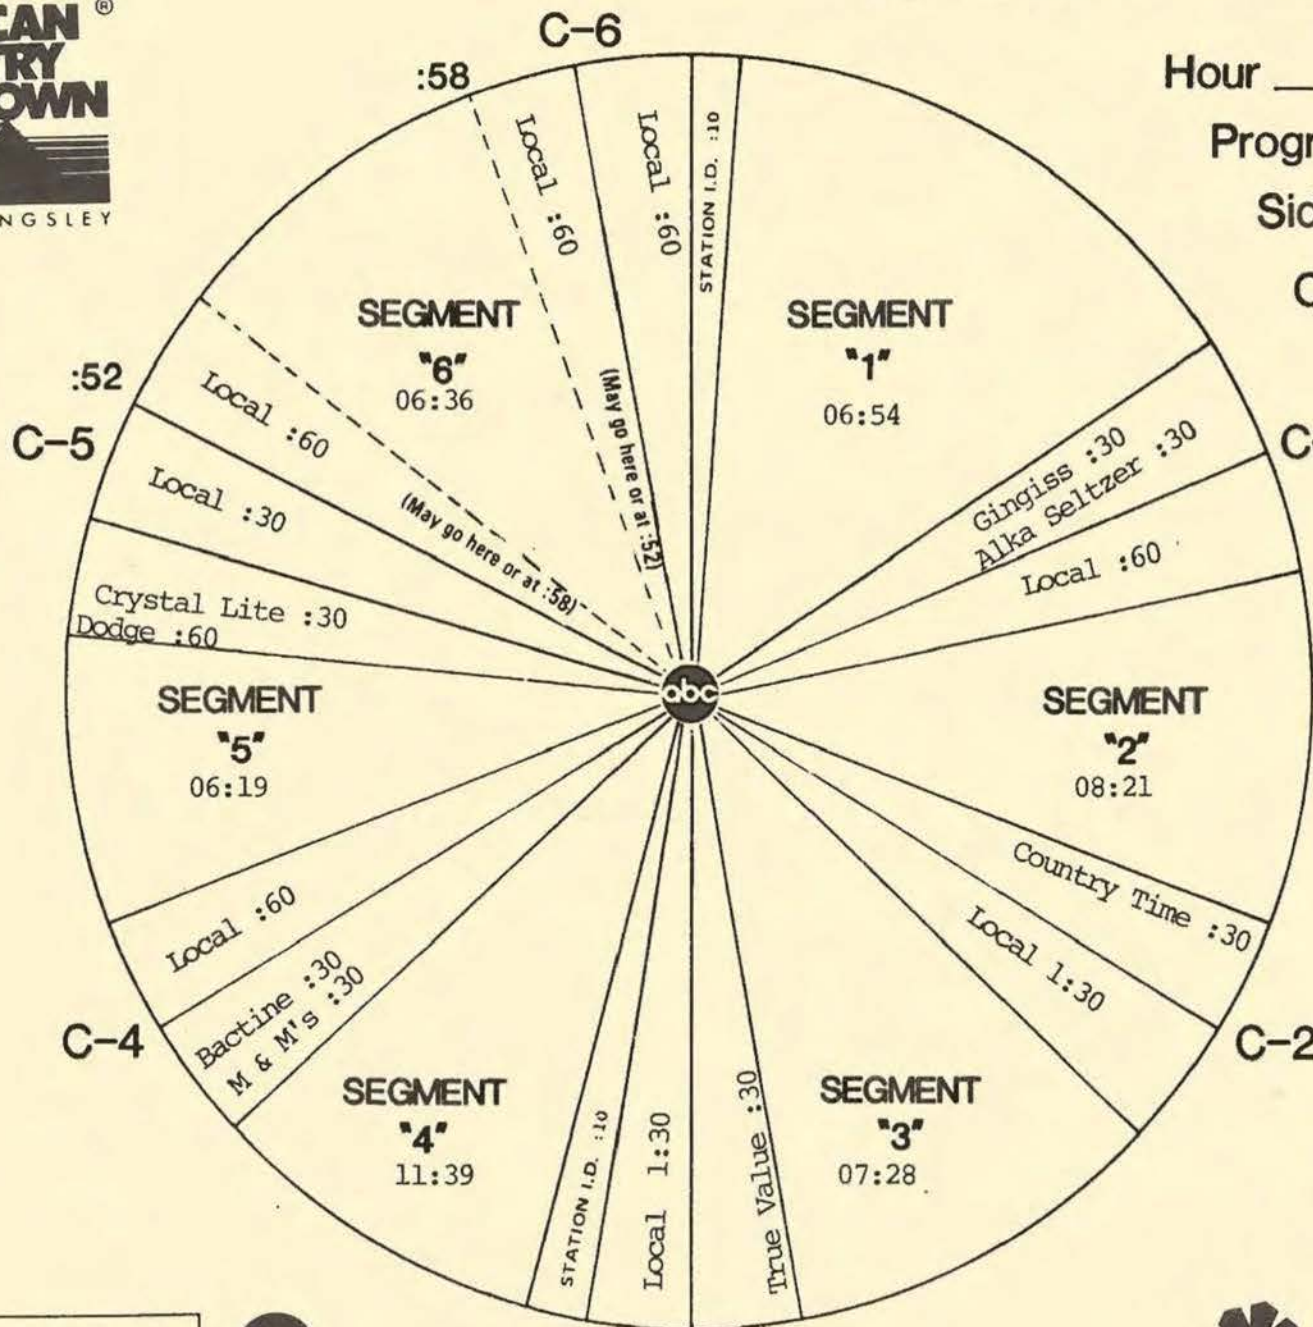 CAN ®
TRY
OWN
NGSLEY
C-6
:58
Hour
Progr
Sid
Local :60
Local :60
STATION I.D. :10
(May go here or at :52)
SEGMENT
"6"
06:36
SEGMENT
"1"
06:54
:52
C-5
Local :60
(May go here or at :58)
Local :30
Crystal Lite :30
Dodge :60
Gingiss :30
Alka Seltzer :30
Local :60
abc
SEGMENT
"5"
06:19
SEGMENT
"2"
08:21
Country Time :30
Local 1:30
C-2
Local :60
Bactine :30
M & M's :30
C-4
SEGMENT
"4"
11:39
STATION I.D. :10
Local 1:30
True Value :30
SEGMENT
"3"
07:28